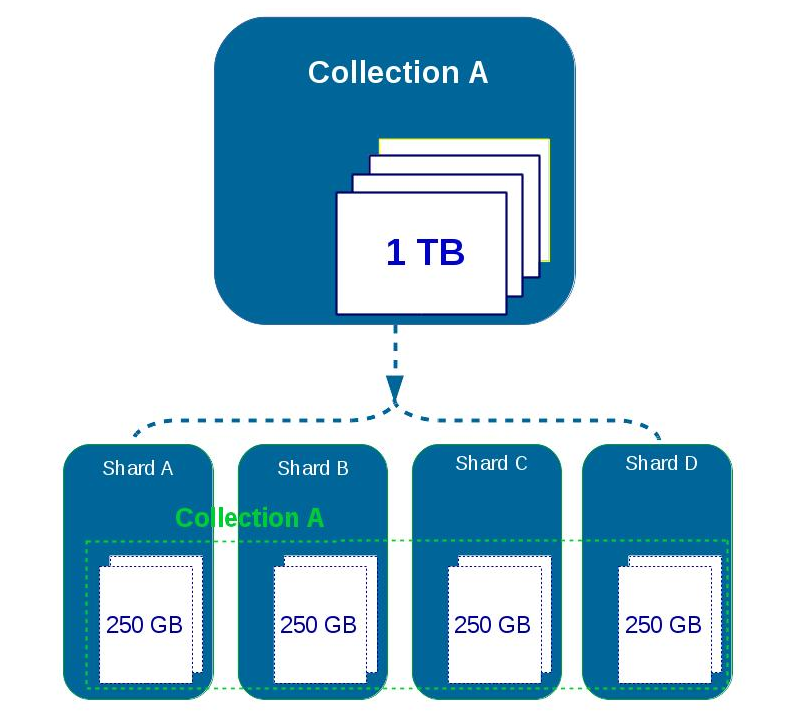 Collection A
1 TB
Shard A
Shard B
Shard C
Shard D
Collection A
250 GB
250 GB
250 GB
250 GB